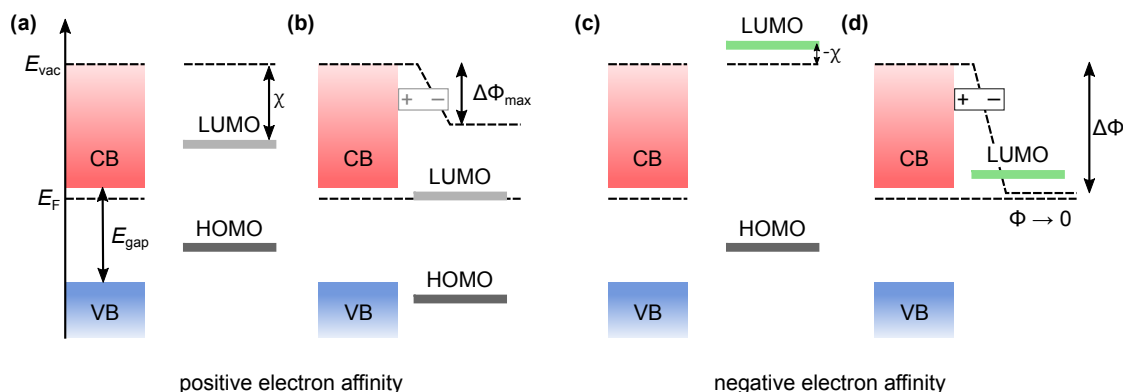 (a)
(b)
(c)
(d)
LUMO
E_vac
-χ
χ
+ −
ΔΦ_max
+ −
LUMO
ΔΦ
CB
CB
LUMO
CB
CB
LUMO
E_F
HOMO
HOMO
Φ → 0
E_gap
HOMO
VB
VB
VB
VB
positive electron affinity
negative electron affinity